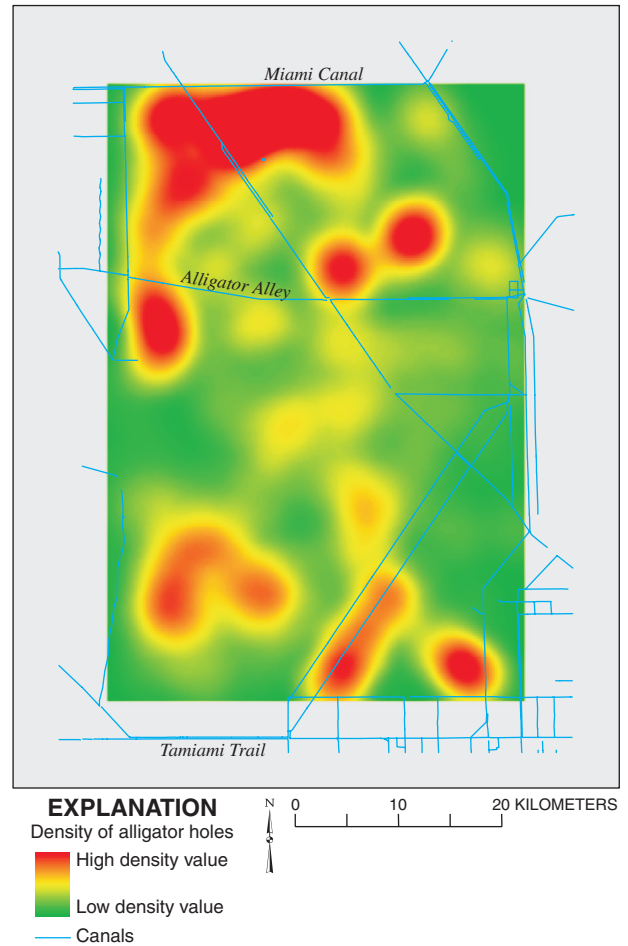 Miami Canal
Alligator Alley
Tamiami Trail
EXPLANATION
Density of alligator holes
High density value
Low density value
Canals
N
0 10 20 KILOMETERS